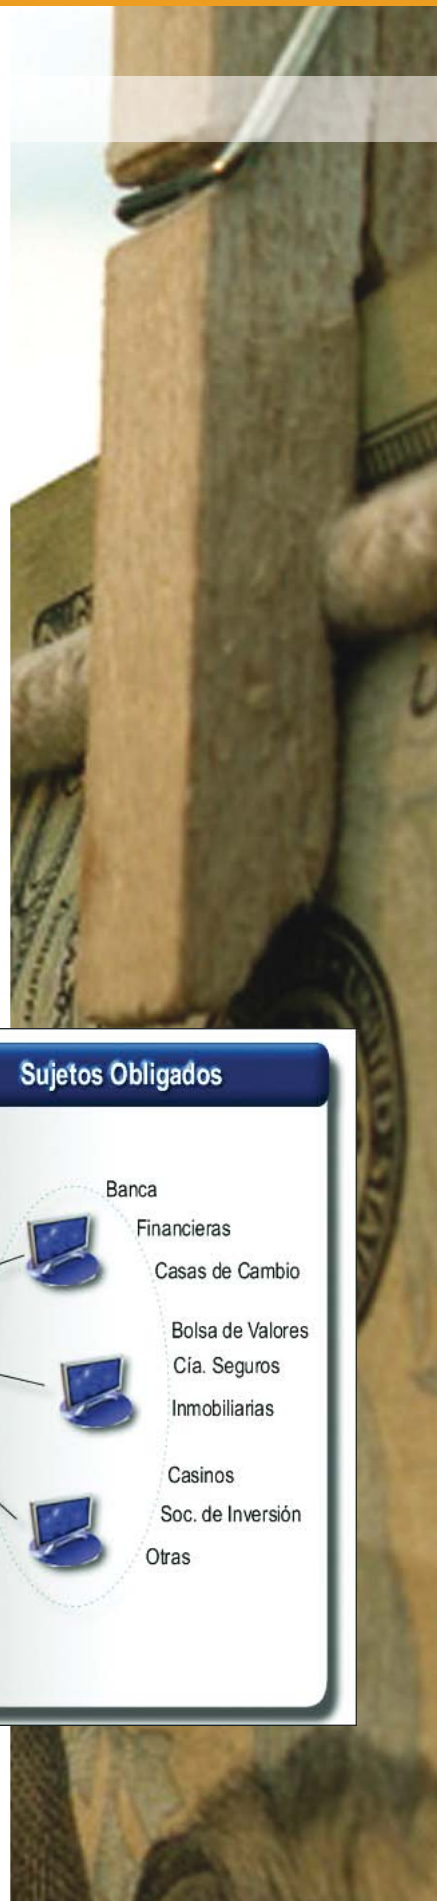 Sujetos Obligados
Banca
Financieras
Casas de Cambio
Bolsa de Valores
Cía. Seguros
Inmobiliarias
Casinos
Soc. de Inversión
Otras